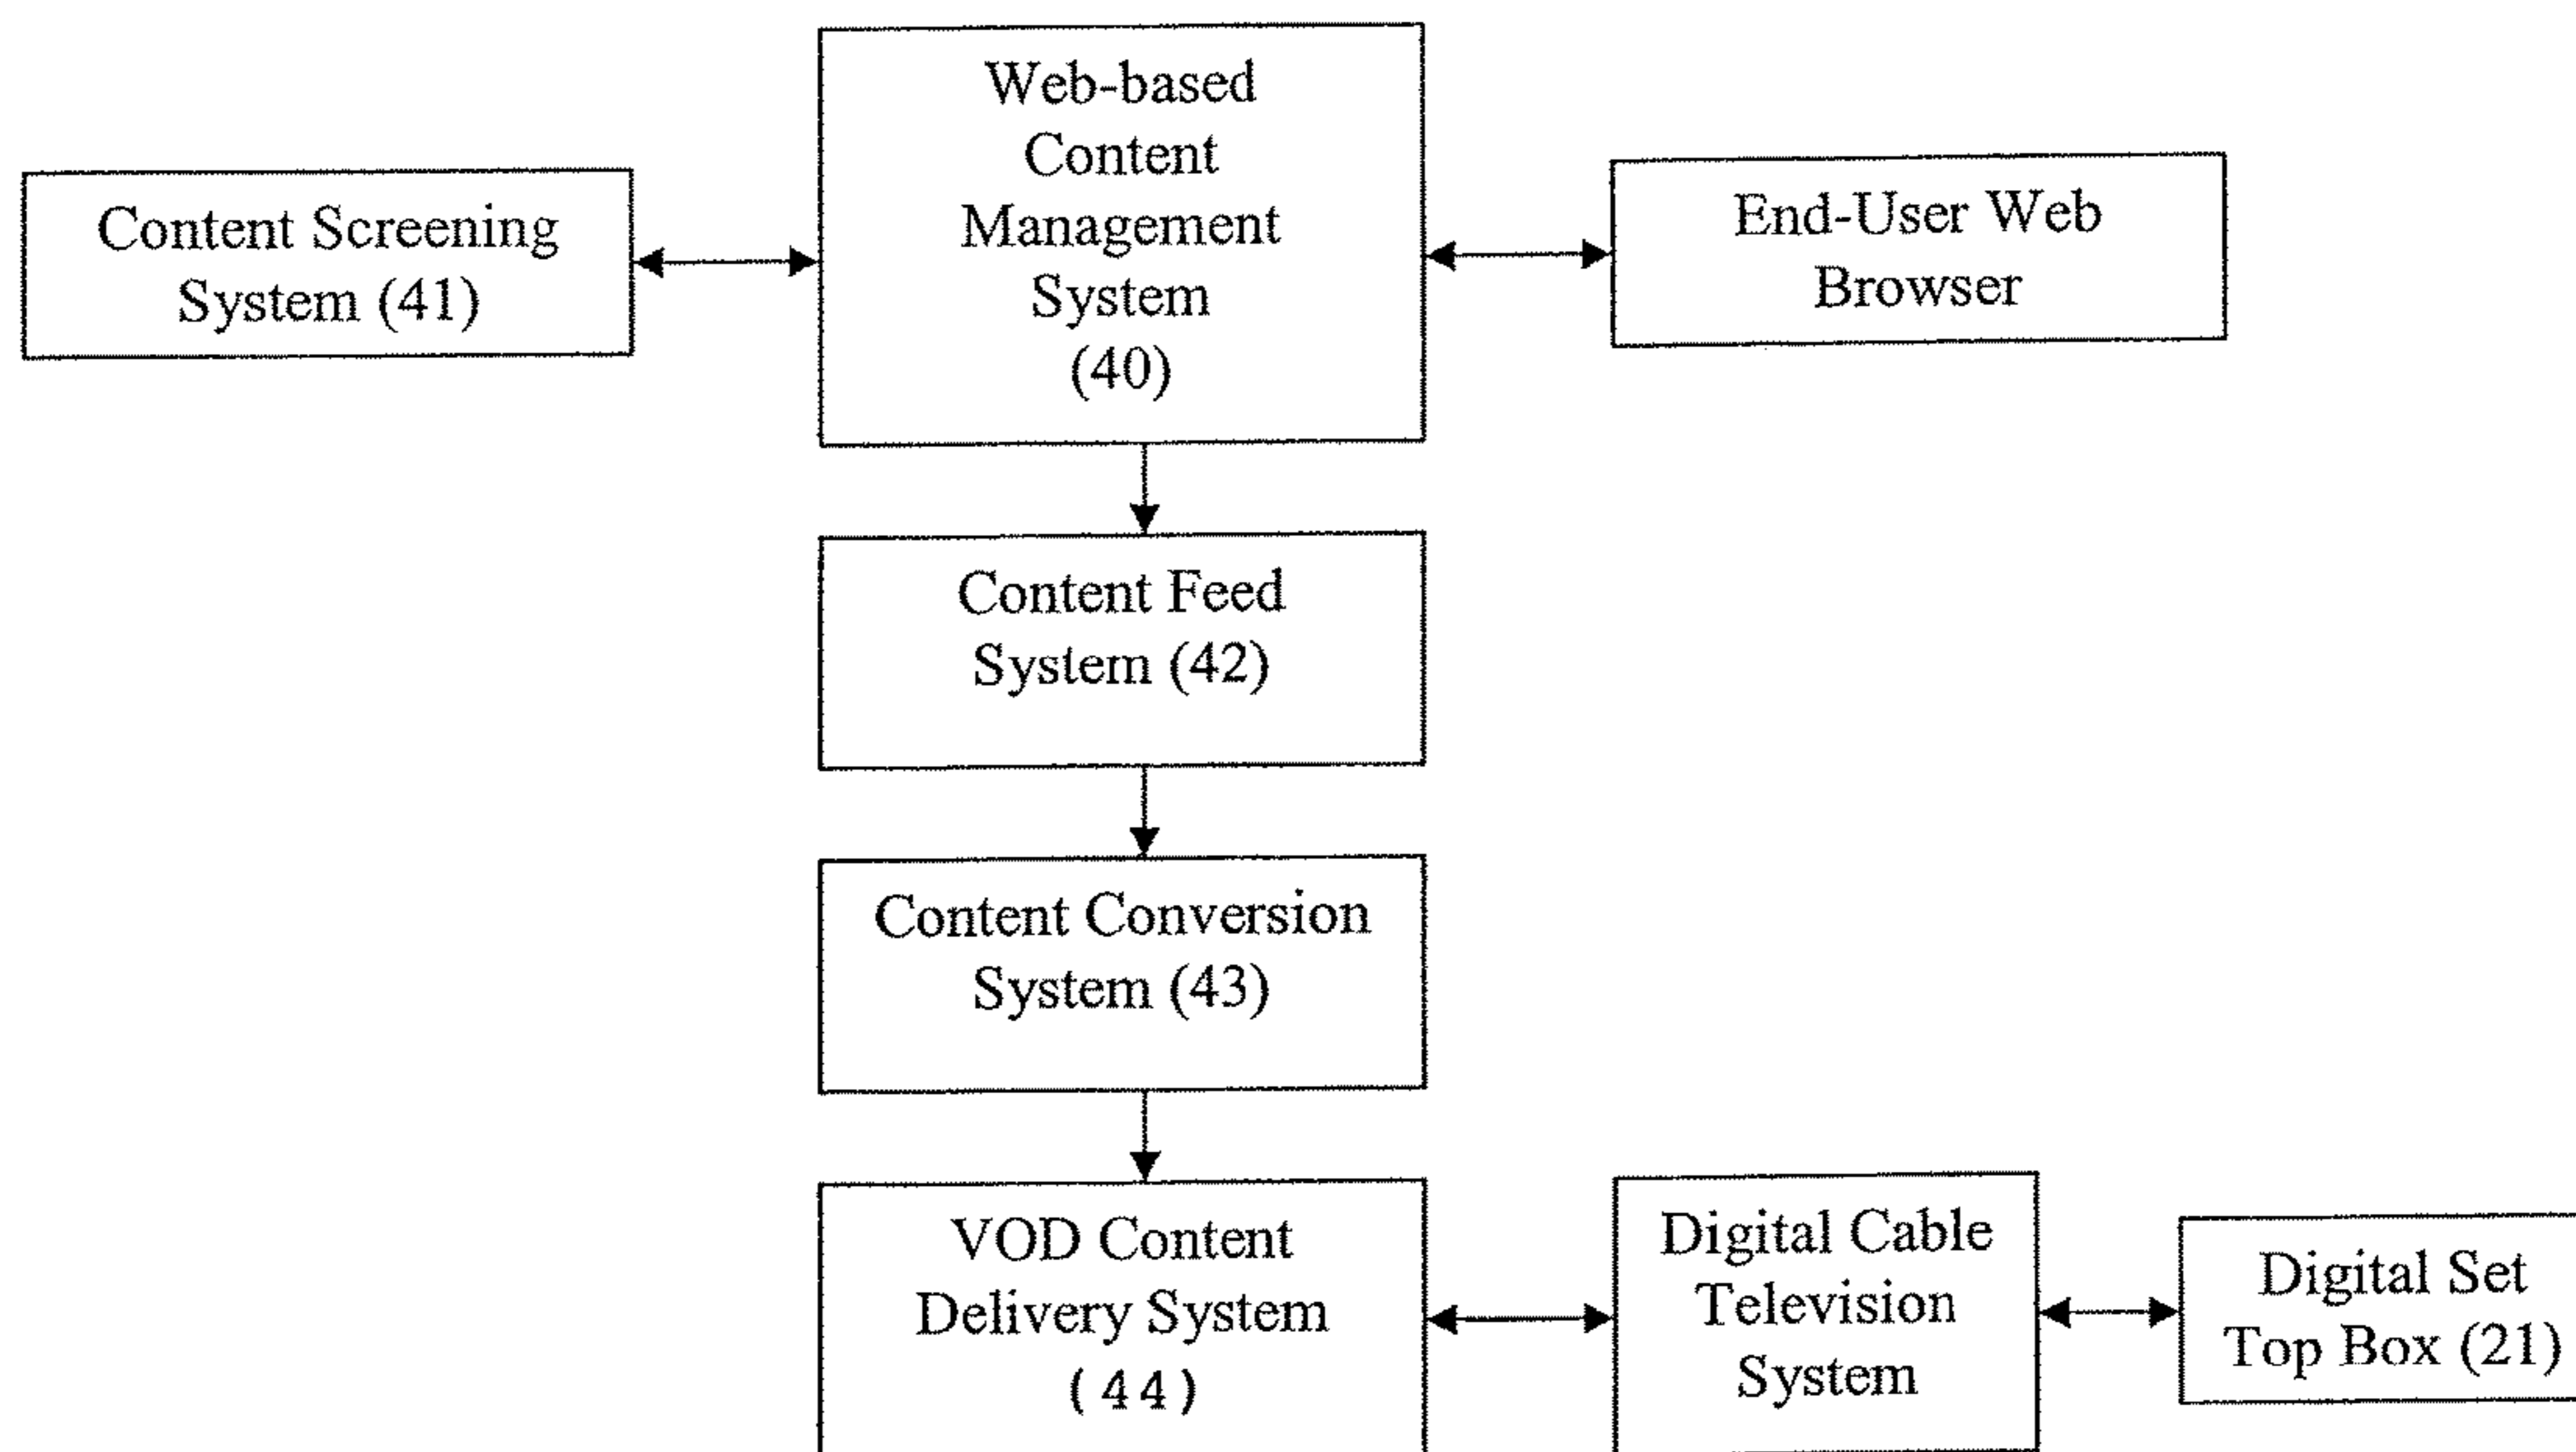 Web-based
Content
Management
System
(40)
Content Screening
System (41)
End-User Web
Browser
Content Feed
System (42)
Content Conversion
System (43)
VOD Content
Delivery System
(44)
Digital Cable
Television
System
Digital Set
Top Box (21)